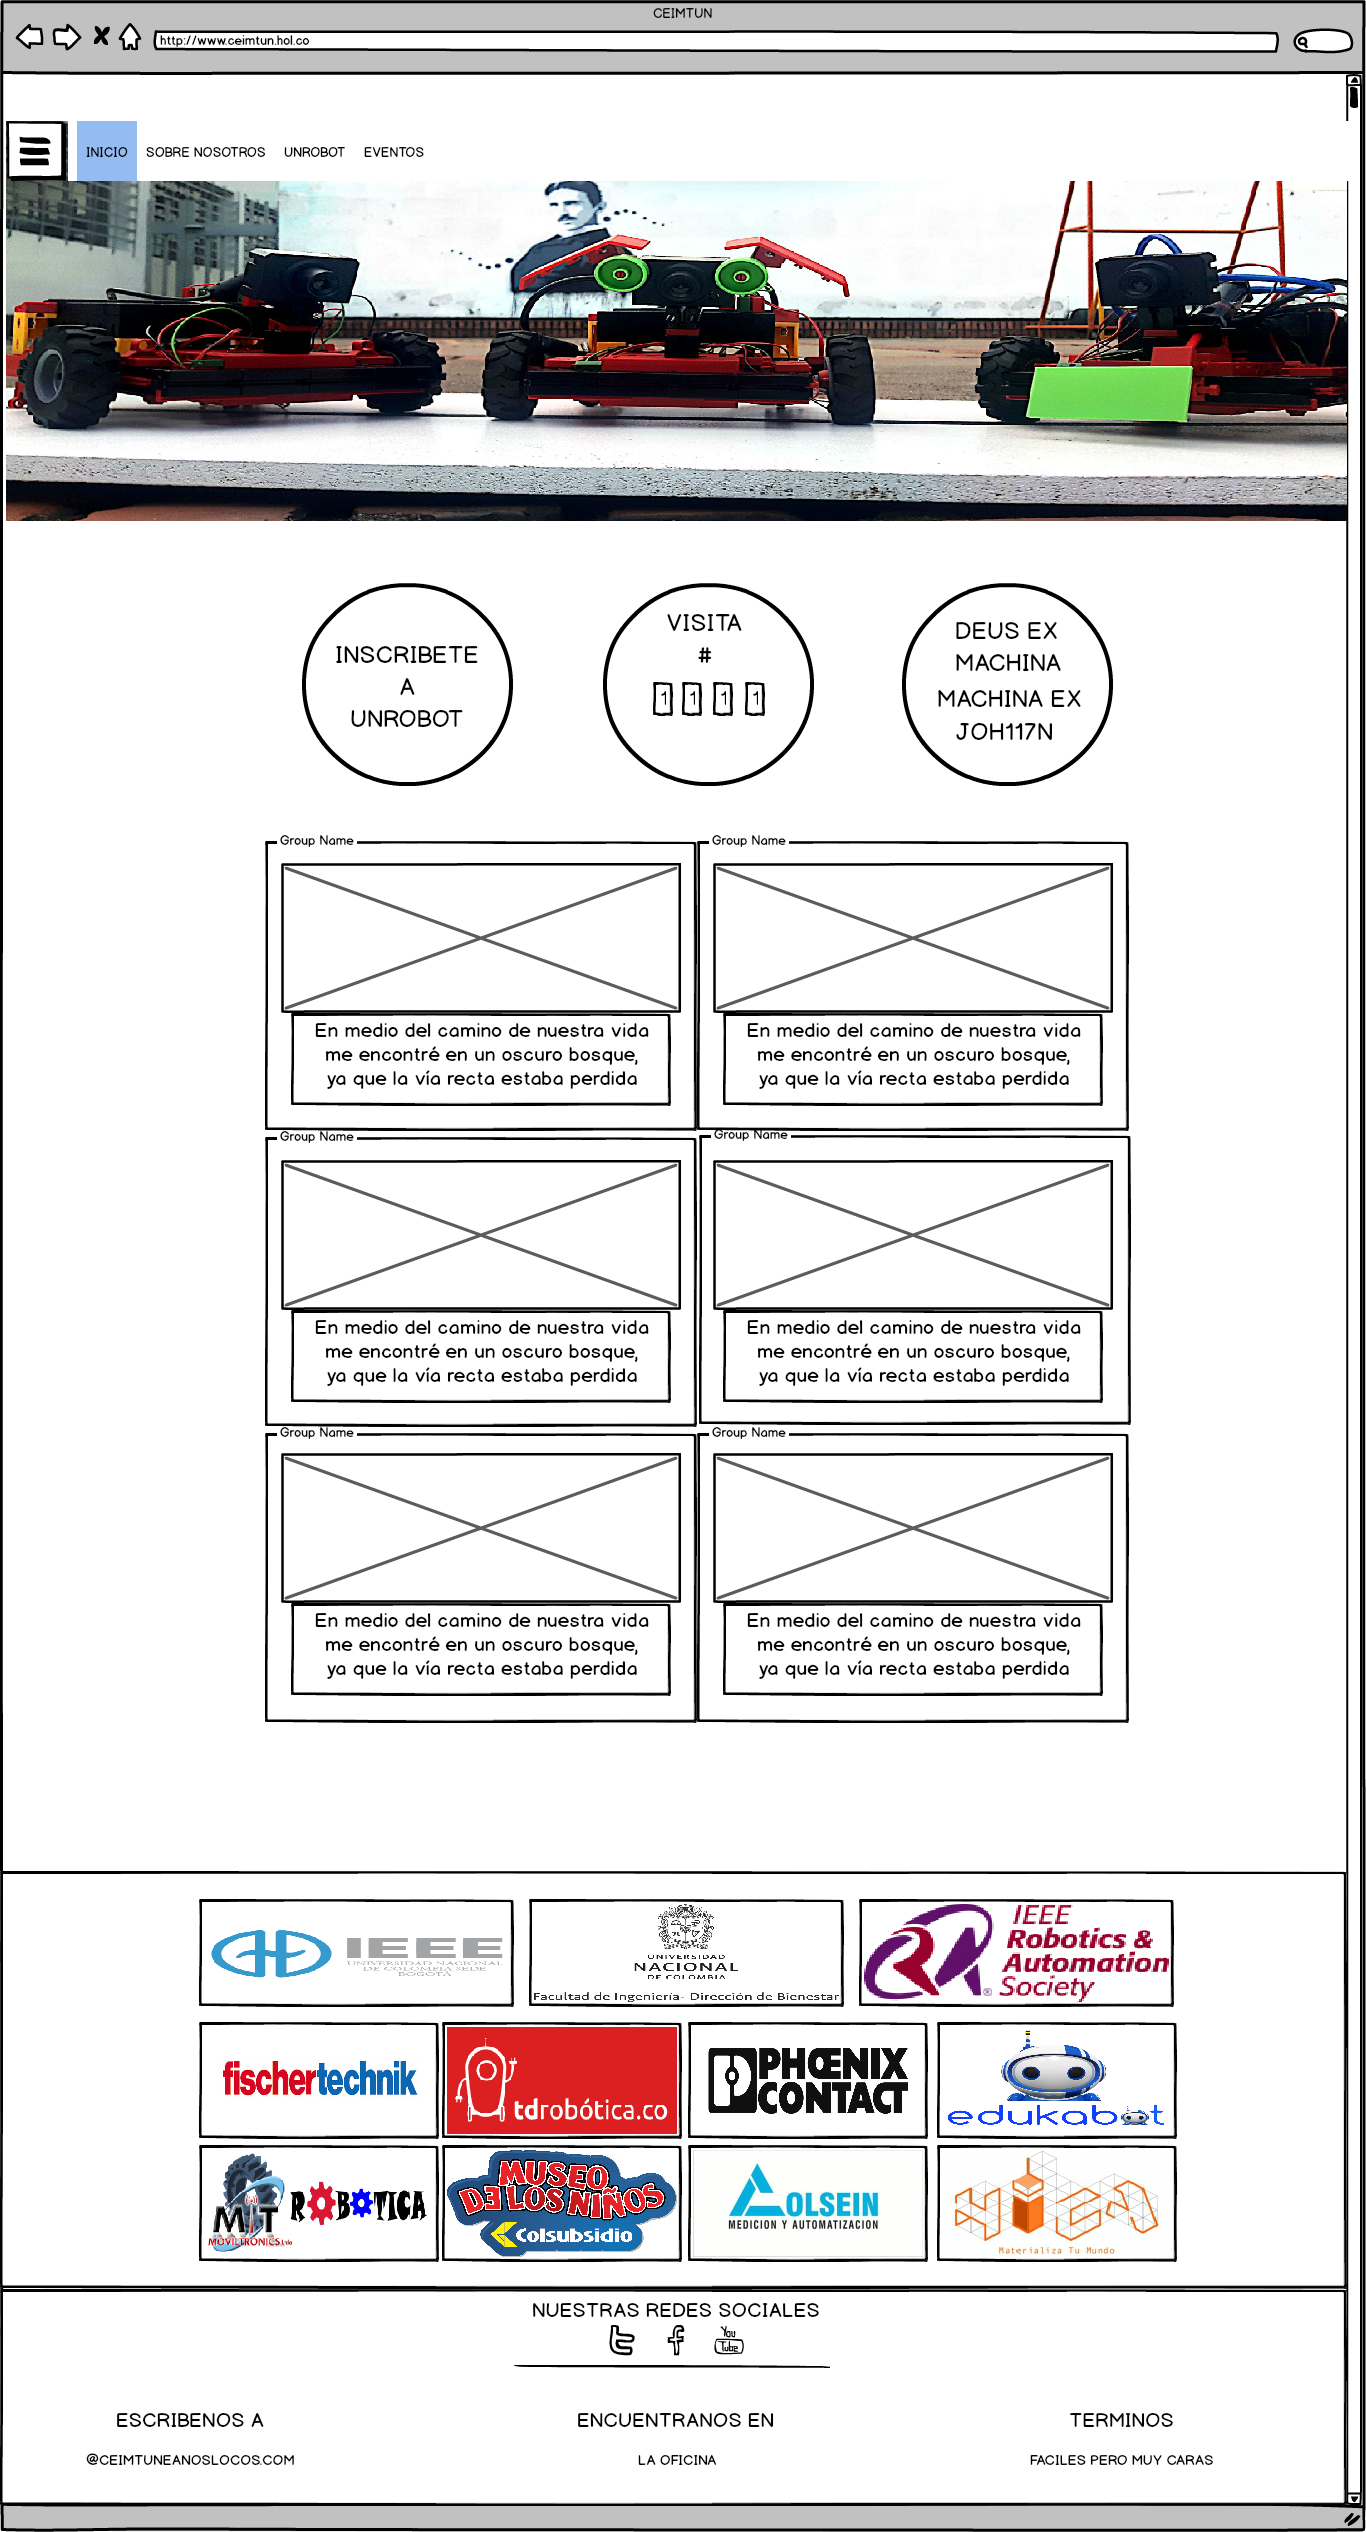 CEIMTUN
http://www.ceimtun.hol.co
INICIO SOBRE NOSOTROS UNROBOT EVENTOS
INSCRIBETE
A
UNROBOT
VISITA
#
1 1 1 1
DEUS EX
MACHINA
MACHINA EX
JOH117N
Group Name
En medio del camino de nuestra vida
me encontré en un oscuro bosque,
ya que la vía recta estaba perdida
Group Name
En medio del camino de nuestra vida
me encontré en un oscuro bosque,
ya que la vía recta estaba perdida
Group Name
En medio del camino de nuestra vida
me encontré en un oscuro bosque,
ya que la vía recta estaba perdida
Group Name
En medio del camino de nuestra vida
me encontré en un oscuro bosque,
ya que la vía recta estaba perdida
Group Name
En medio del camino de nuestra vida
me encontré en un oscuro bosque,
ya que la vía recta estaba perdida
Group Name
En medio del camino de nuestra vida
me encontré en un oscuro bosque,
ya que la vía recta estaba perdida
IEEE
UNIVERSIDAD NACIONAL
DE COLOMBIA SEDE
BOGOTÁ
UNIVERSIDAD
NACIONAL
DE COLOMBIA
Facultad de Ingeniería- Dirección de Bienestar
RA
IEEE
Robotics &
Automation
Society
®
fischertechnik
tdrobótica.co
PHŒNIX
CONTACT
edukabot
MIT
MOVILTRONICS Ltda
ROBOTICA
MUSEO
DE LOS NIÑOS
Colsubsidio
COLSEIN
MEDICION Y AUTOMATIZACION
Materializa Tu Mundo
NUESTRAS REDES SOCIALES
t f You Tube
ESCRIBENOS A
@CEIMTUNEANOSLOCOS.COM
ENCUENTRANOS EN
LA OFICINA
TERMINOS
FACILES PERO MUY CARAS